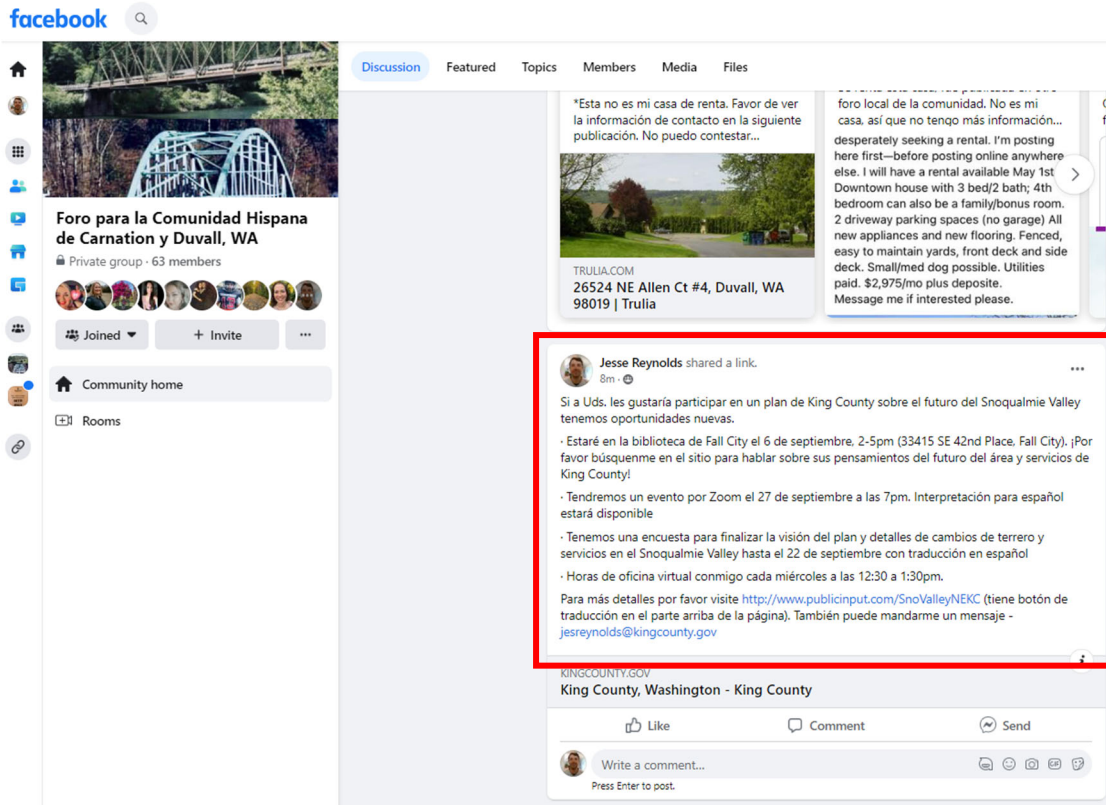 facebook
Discussion Featured Topics Members Media Files
Foro para la Comunidad Hispana
de Carnation y Duvall, WA
Private group · 63 members
Joined
+ Invite
...
Community home
Rooms
*Esta no es mi casa de renta. Favor de ver
la información de contacto en la siguiente
publicación. No puedo contestar...
TRULIA.COM
26524 NE Allen Ct #4, Duvall, WA
98019 | Trulia
foro local de la comunidad. No es mi
casa, así que no tengo más información...
desperately seeking a rental. I'm posting
here first—before posting online anywhere
else. I will have a rental available May 1st
Downtown house with 3 bed/2 bath; 4th
bedroom can also be a family/bonus room.
2 driveway parking spaces (no garage) All
new appliances and new flooring. Fenced,
easy to maintain yards, front deck and side
deck. Small/med dog possible. Utilities
paid. $2,975/mo plus deposite.
Message me if interested please.
Jesse Reynolds shared a link.
8m ·
...
Si a Uds. les gustaría participar en un plan de King County sobre el futuro del Snoqualmie Valley
tenemos oportunidades nuevas.
· Estaré en la biblioteca de Fall City el 6 de septiembre, 2-5pm (33415 SE 42nd Place, Fall City). ¡Por
favor búsquenme en el sitio para hablar sobre sus pensamientos del futuro del área y servicios de
King County!
· Tendremos un evento por Zoom el 27 de septiembre a las 7pm. Interpretación para español
estará disponible
· Tenemos una encuesta para finalizar la visión del plan y detalles de cambios de terrero y
servicios en el Snoqualmie Valley hasta el 22 de septiembre con traducción en español
· Horas de oficina virtual conmigo cada miércoles a las 12:30 a 1:30pm.
Para más detalles por favor visite http://www.publicinput.com/SnoValleyNEKC (tiene botón de
traducción en el parte arriba de la página). También puede mandarme un mensaje -
jesreynolds@kingcounty.gov
KINGCOUNTY.GOV
King County, Washington - King County
Like Comment Send
Write a comment...
GIF
Press Enter to post.